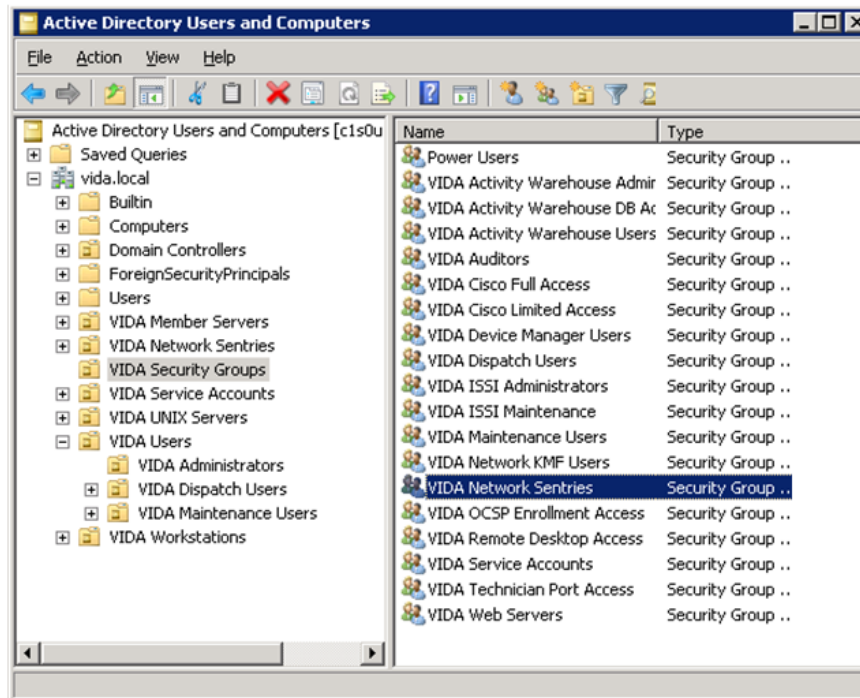 Active Directory Users and Computers
File Action View Help
Active Directory Users and Computers [c1s0u
Saved Queries
vida.local
Builtin
Computers
Domain Controllers
ForeignSecurityPrincipals
Users
VIDA Member Servers
VIDA Network Sentries
VIDA Security Groups
VIDA Service Accounts
VIDA UNIX Servers
VIDA Users
VIDA Administrators
VIDA Dispatch Users
VIDA Maintenance Users
VIDA Workstations
Name Type
Power Users Security Group ..
VIDA Activity Warehouse Admir Security Group ..
VIDA Activity Warehouse DB Ac Security Group ..
VIDA Activity Warehouse Users Security Group ..
VIDA Auditors Security Group ..
VIDA Cisco Full Access Security Group ..
VIDA Cisco Limited Access Security Group ..
VIDA Device Manager Users Security Group ..
VIDA Dispatch Users Security Group ..
VIDA ISSI Administrators Security Group ..
VIDA ISSI Maintenance Security Group ..
VIDA Maintenance Users Security Group ..
VIDA Network KMF Users Security Group ..
VIDA Network Sentries Security Group ..
VIDA OCSP Enrollment Access Security Group ..
VIDA Remote Desktop Access Security Group ..
VIDA Service Accounts Security Group ..
VIDA Technician Port Access Security Group ..
VIDA Web Servers Security Group ..